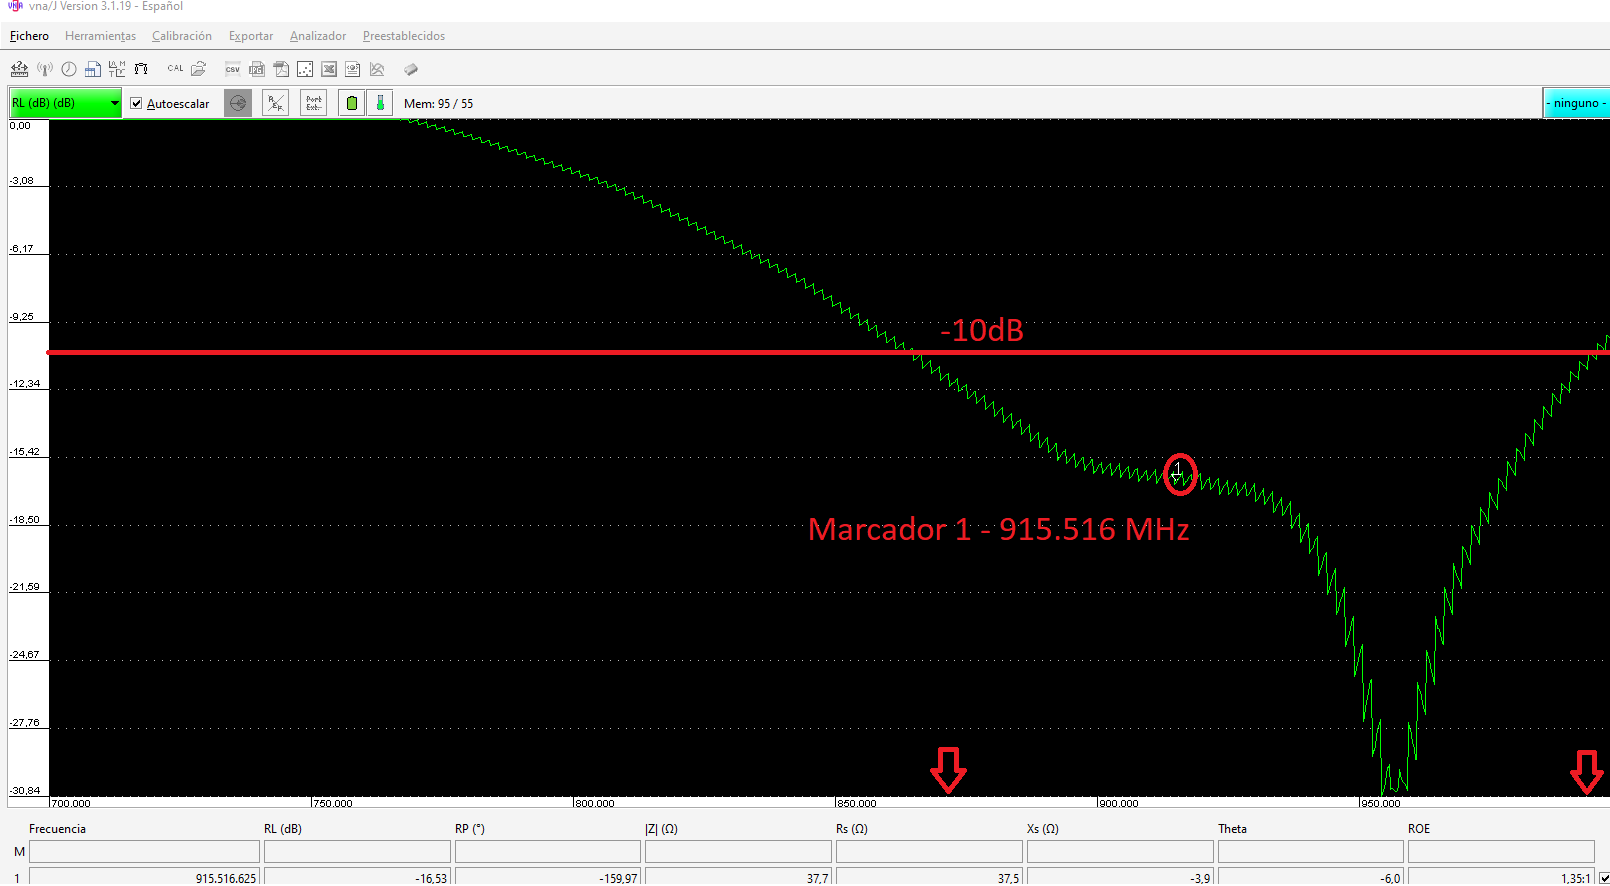 vna/J Version 3.1.19 - Español
Fichero Herramientas Calibración Exportar Analizador Preestablecidos
CAL CSV
RL (dB) (dB) Autoescalar Port Ext.. Mem: 95 / 55 - ninguno -
0,00
-3,08
-6,17
-9,25
-10dB
-12,34
-15,42
1
-18,50
Marcador 1 - 915.516 MHz
-21,59
-24,67
-27,76
-30,84
700.000 750.000 800.000 850.000 900.000 950.000
Frecuencia RL (dB) RP (°) |Z| (Ω) Rs (Ω) Xs (Ω) Theta ROE
M
1 915.516.625 -16,53 -159,97 37,7 37,5 -3,9 -6,0 1,35:1